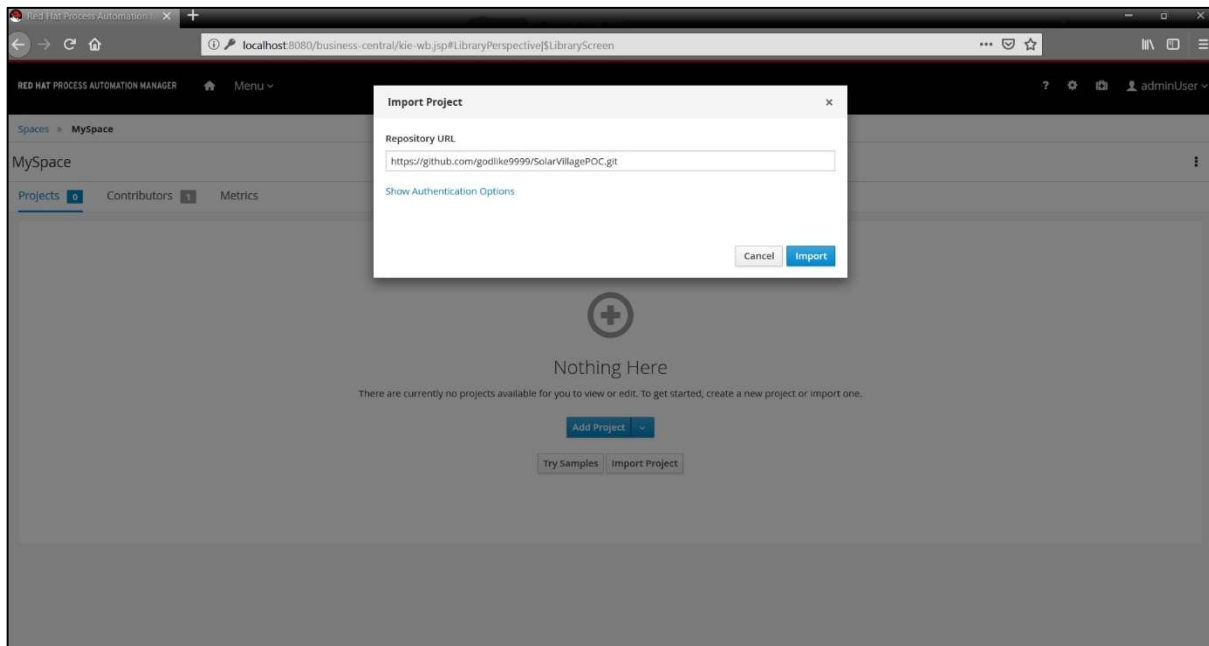 Red Hat Process Automation
localhost:8080/business-central/kie-wb.jsp#LibraryPerspective|$LibraryScreen
RED HAT PROCESS AUTOMATION MANAGER
Menu
? adminUser
Import Project
×
Spaces » MySpace
Repository URL
MySpace
https://github.com/godlike9999/SolarVillagePOC.git
Projects 0 Contributors 1 Metrics
Show Authentication Options
Cancel Import
Nothing Here
There are currently no projects available for you to view or edit. To get started, create a new project or import one.
Add Project
Try Samples Import Project